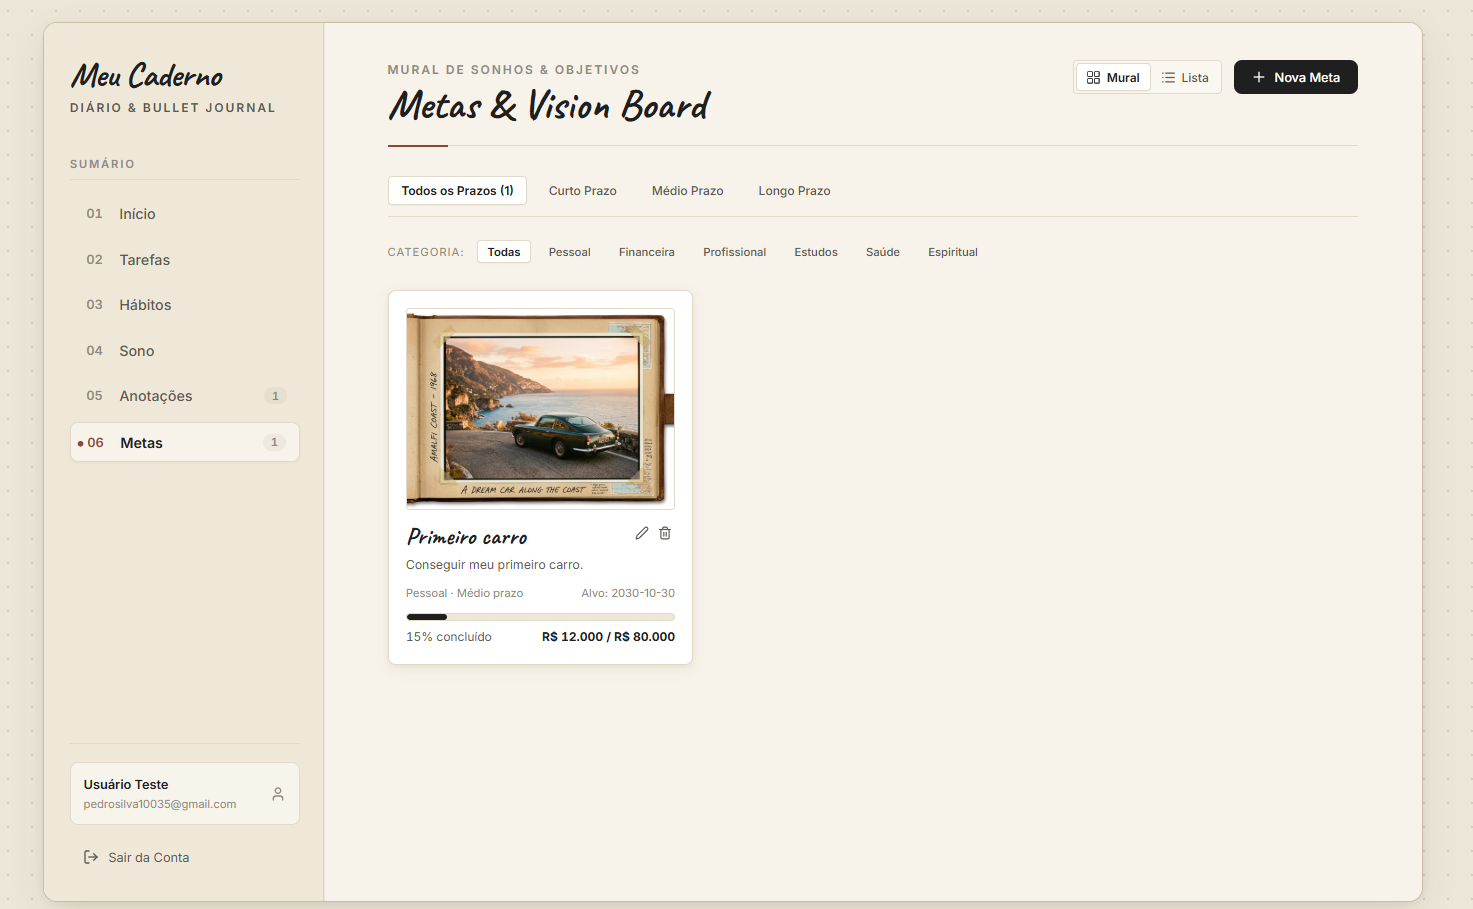 Meu Caderno
DIÁRIO & BULLET JOURNAL
SUMÁRIO
01 Início
02 Tarefas
03 Hábitos
04 Sono
05 Anotações 1
06 Metas 1
Usuário Teste
pedrosilva10035@gmail.com
Sair da Conta
MURAL DE SONHOS & OBJETIVOS
Metas & Vision Board
Mural
Lista
Nova Meta
Todos os Prazos (1)
Curto Prazo
Médio Prazo
Longo Prazo
CATEGORIA:
Todas
Pessoal
Financeira
Profissional
Estudos
Saúde
Espiritual
AMALFI COAST - 1968
A DREAM CAR ALONG THE COAST
Primeiro carro
Conseguir meu primeiro carro.
Pessoal · Médio prazo
Alvo: 2030-10-30
15% concluído
R$ 12.000 / R$ 80.000